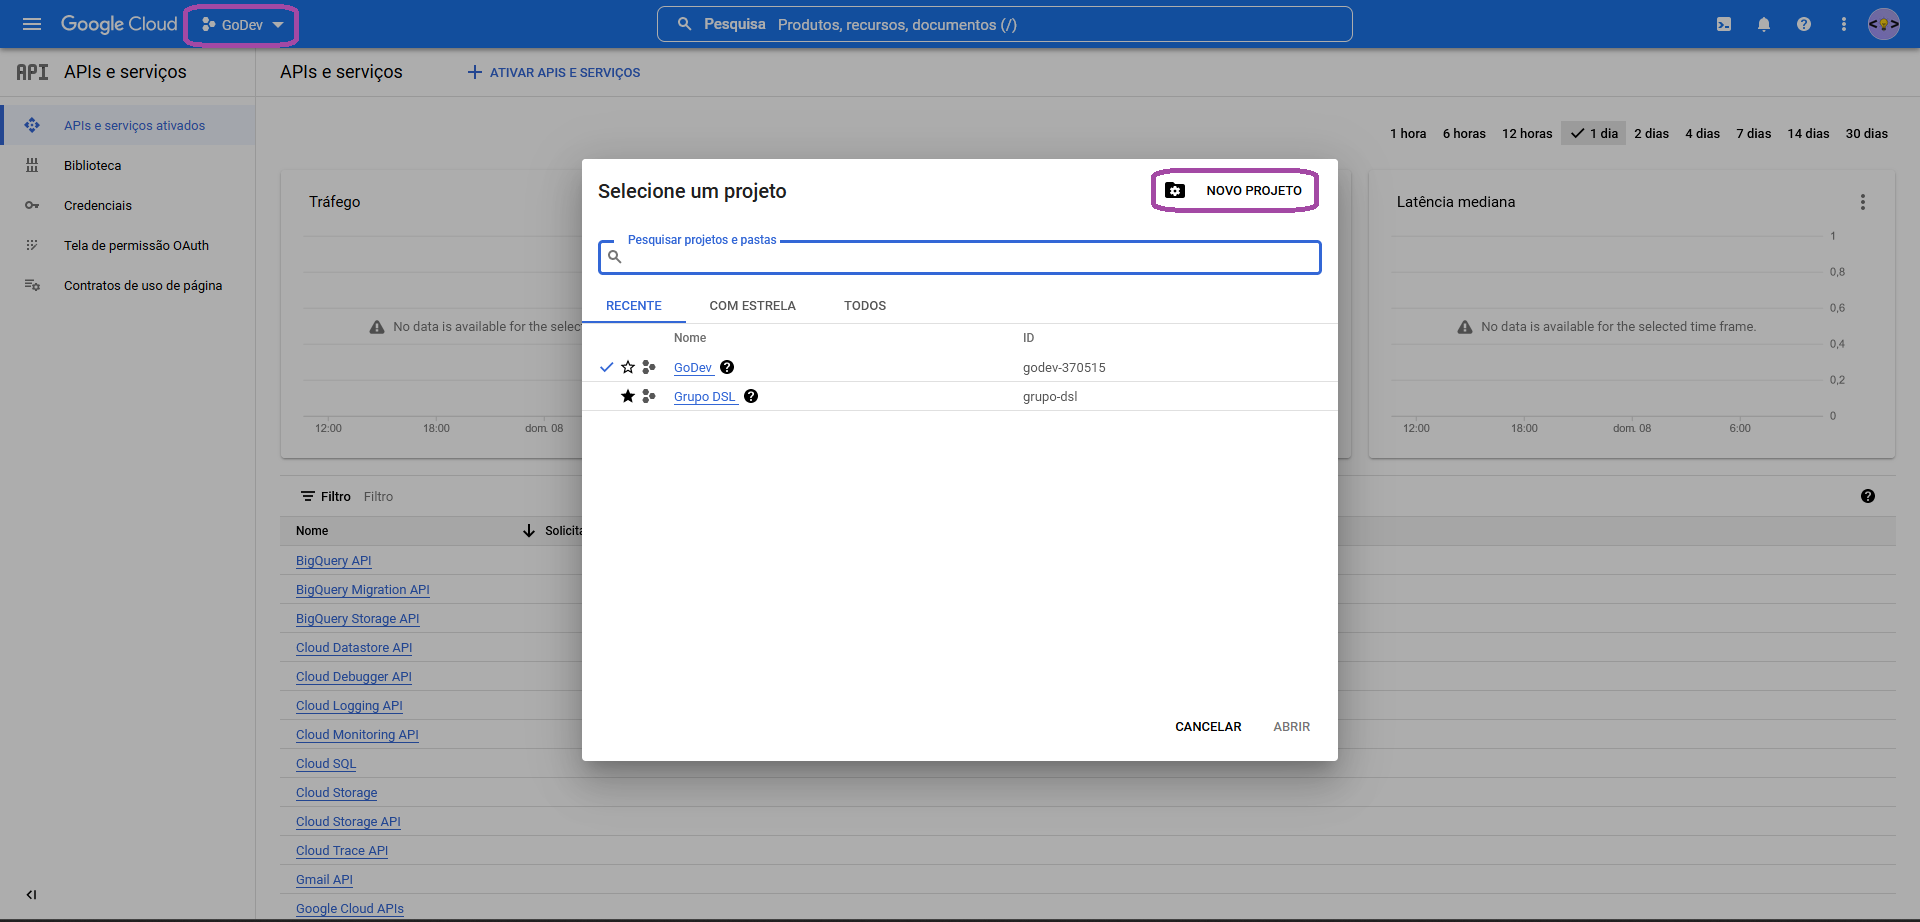 Google Cloud
GoDev
Pesquisa Produtos, recursos, documentos (/)
API APIs e serviços
APIs e serviços
ATIVAR APIS E SERVIÇOS
APIs e serviços ativados
Biblioteca
Credenciais
Tela de permissão OAuth
Contratos de uso de página
1 hora 6 horas 12 horas 1 dia 2 dias 4 dias 7 dias 14 dias 30 dias
Tráfego
No data is available for the selec
12:00 18:00 dom. 08
Selecione um projeto
NOVO PROJETO
Pesquisar projetos e pastas
RECENTE COM ESTRELA TODOS
Nome ID
GoDev godev-370515
Grupo DSL grupo-dsl
CANCELAR ABRIR
Latência mediana
1
0,8
0,6
No data is available for the selected time frame.
0,4
0,2
0
12:00 18:00 dom. 08 6:00
Filtro Filtro
Nome Solicita
BigQuery API
BigQuery Migration API
BigQuery Storage API
Cloud Datastore API
Cloud Debugger API
Cloud Logging API
Cloud Monitoring API
Cloud SQL
Cloud Storage
Cloud Storage API
Cloud Trace API
Gmail API
Google Cloud APIs